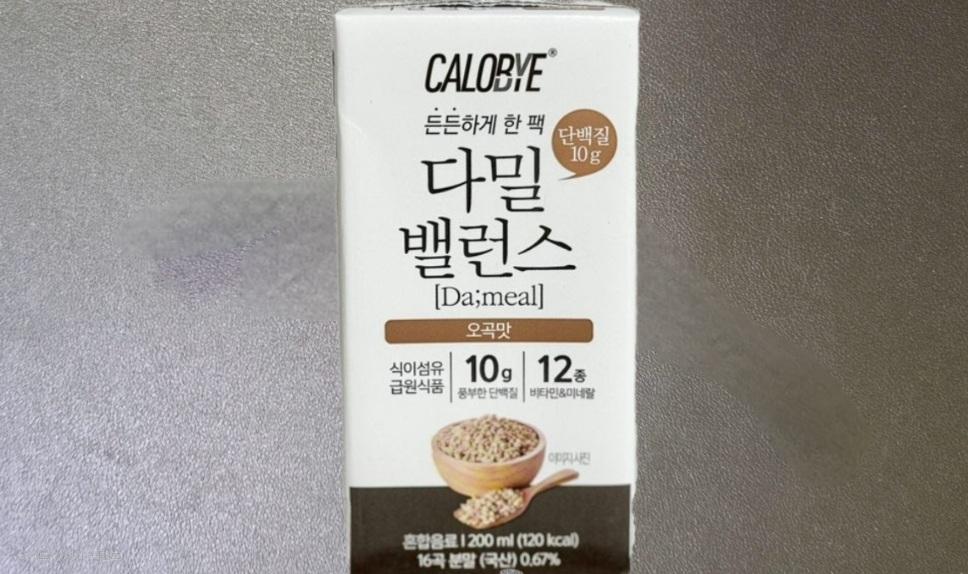 CALOBYE®
든든하게 한 팩
단백질
10g
다밀
밸런스
[Da;meal]
오곡맛
식이섬유
급원식품
10g
풍부한 단백질
12종
비타민&미네랄
이미지사진
혼합음료 | 200 ml (120 kcal)
16곡 분말 (국산) 0.67%